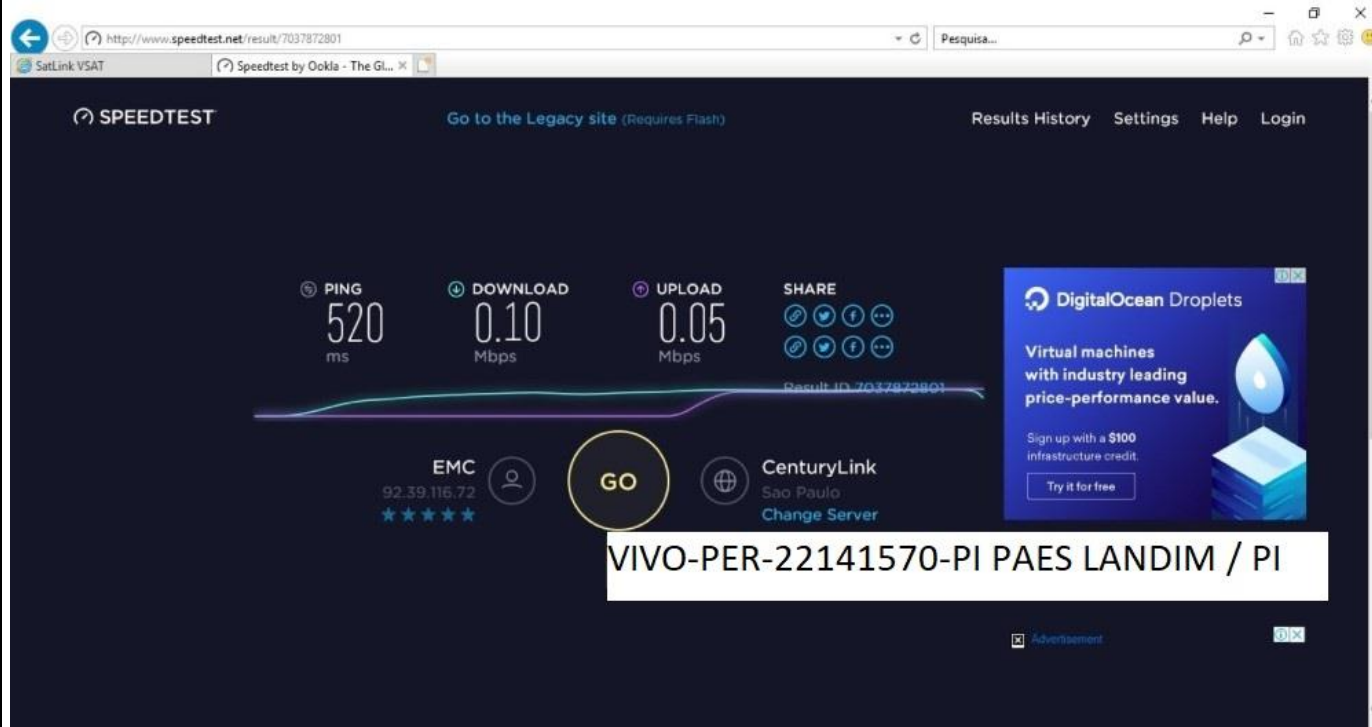 http://www.speedtest.net/result/7037872801
Pesquisa...
SatLink VSAT
Speedtest by Ookla - The Gl...
SPEEDTEST
Go to the Legacy site (Requires Flash)
Results History Settings Help Login
PING
520
ms
DOWNLOAD
0.10
Mbps
UPLOAD
0.05
Mbps
SHARE
Result ID 7037872801
DigitalOcean Droplets
Virtual machines
with industry leading
price-performance value.
Sign up with a $100
infrastructure credit.
Try it for free
EMC
92.39.116.72
GO
CenturyLink
Sao Paulo
Change Server
VIVO-PER-22141570-PI PAES LANDIM / PI
Advertisement